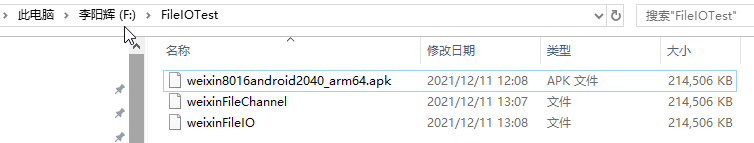 此电脑 > 李阳辉 (F:) > FileIOTest
搜索"FileIOTest"
名称 修改日期 类型 大小
weixin8016android2040_arm64.apk 2021/12/11 12:08 APK 文件 214,506 KB
weixinFileChannel 2021/12/11 13:07 文件 214,506 KB
weixinFileIO 2021/12/11 13:08 文件 214,506 KB